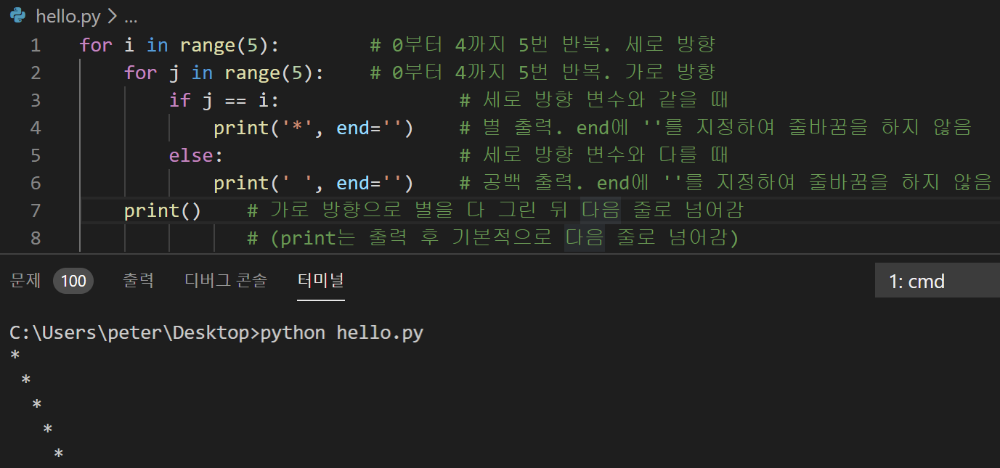 hello.py > ...
1 for i in range(5):        # 0부터 4까지 5번 반복. 세로 방향
2     for j in range(5):    # 0부터 4까지 5번 반복. 가로 방향
3         if j == i:                # 세로 방향 변수와 같을 때
4             print('*', end='')    # 별 출력. end에 ''를 지정하여 줄바꿈을 하지 않음
5         else:                     # 세로 방향 변수와 다를 때
6             print(' ', end='')    # 공백 출력. end에 ''를 지정하여 줄바꿈을 하지 않음
7     print()    # 가로 방향으로 별을 다 그린 뒤 다음 줄로 넘어감
8                # (print는 출력 후 기본적으로 다음 줄로 넘어감)
문제 100 출력 디버그 콘솔 터미널 1: cmd
C:\Users\peter\Desktop>python hello.py
*
 *
  *
   *
    *